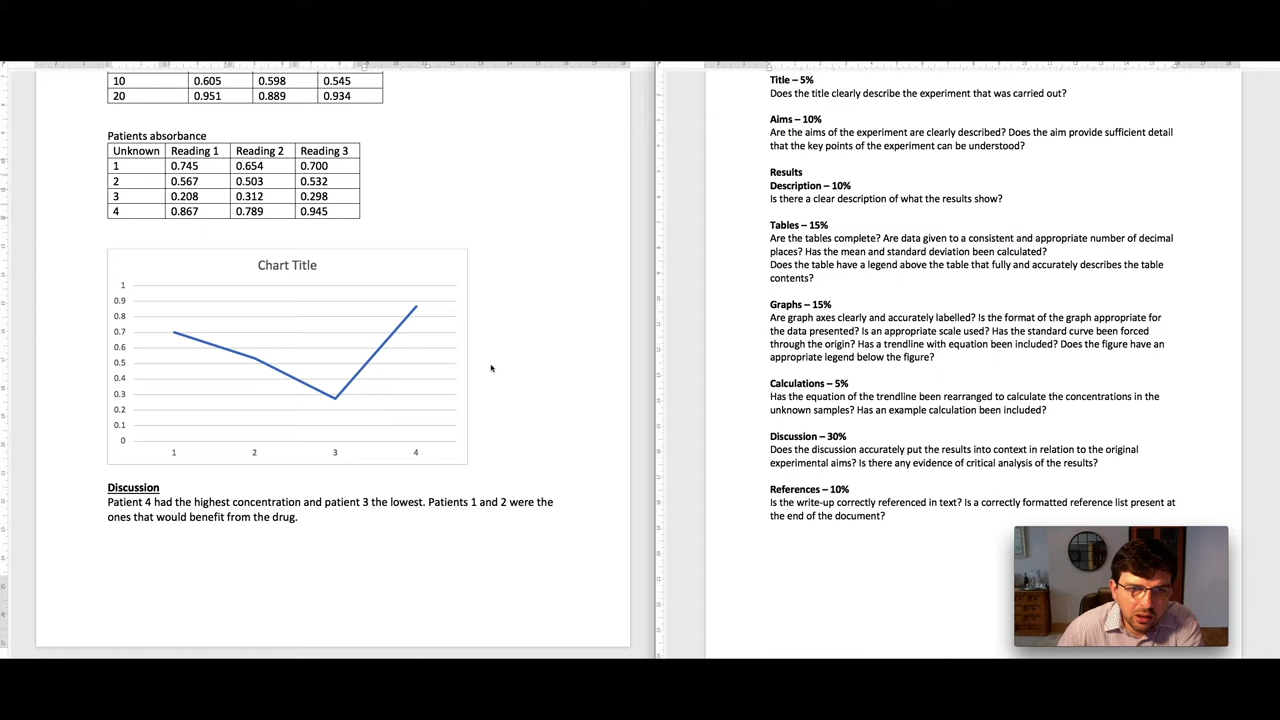 10 0.605 0.598 0.545
20 0.951 0.889 0.934
Patients absorbance
Unknown Reading 1 Reading 2 Reading 3
1 0.745 0.654 0.700
2 0.567 0.503 0.532
3 0.208 0.312 0.298
4 0.867 0.789 0.945
Chart Title
1
0.9
0.8
0.7
0.6
0.5
0.4
0.3
0.2
0.1
0
1 2 3 4
Discussion
Patient 4 had the highest concentration and patient 3 the lowest. Patients 1 and 2 were the
ones that would benefit from the drug.
Title – 5%
Does the title clearly describe the experiment that was carried out?
Aims – 10%
Are the aims of the experiment are clearly described? Does the aim provide sufficient detail
that the key points of the experiment can be understood?
Results
Description – 10%
Is there a clear description of what the results show?
Tables – 15%
Are the tables complete? Are data given to a consistent and appropriate number of decimal
places? Has the mean and standard deviation been calculated?
Does the table have a legend above the table that fully and accurately describes the table
contents?
Graphs – 15%
Are graph axes clearly and accurately labelled? Is the format of the graph appropriate for
the data presented? Is an appropriate scale used? Has the standard curve been forced
through the origin? Has a trendline with equation been included? Does the figure have an
appropriate legend below the figure?
Calculations – 5%
Has the equation of the trendline been rearranged to calculate the concentrations in the
unknown samples? Has an example calculation been included?
Discussion – 30%
Does the discussion accurately put the results into context in relation to the original
experimental aims? Is there any evidence of critical analysis of the results?
References – 10%
Is the write-up correctly referenced in text? Is a correctly formatted reference list present at
the end of the document?